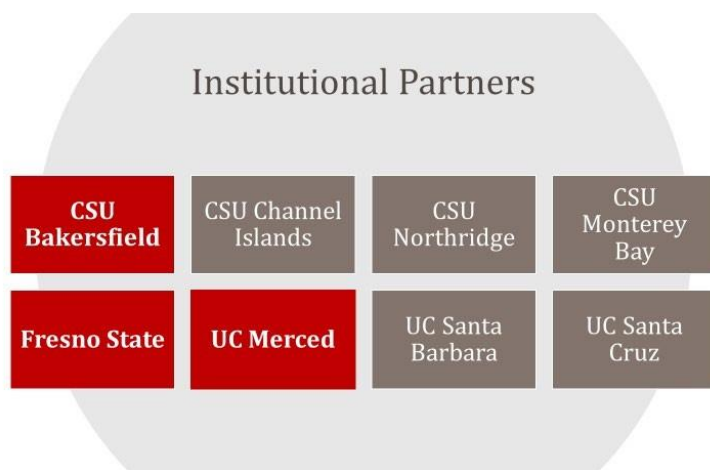 Institutional Partners
CSU
Bakersfield
CSU Channel
Islands
CSU
Northridge
CSU
Monterey
Bay
Fresno State
UC Merced
UC Santa
Barbara
UC Santa
Cruz